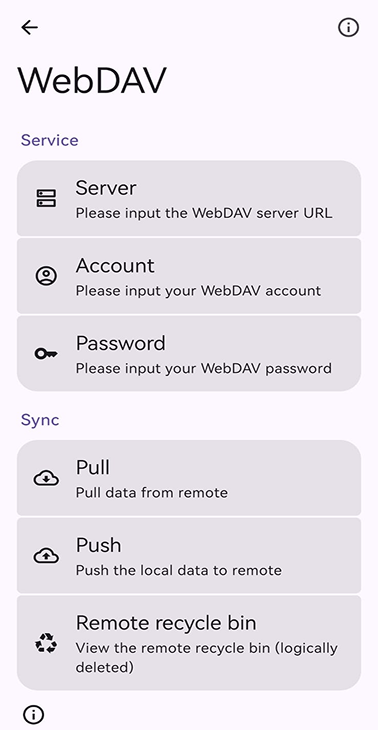 WebDAV
Service
Server
Please input the WebDAV server URL
Account
Please input your WebDAV account
Password
Please input your WebDAV password
Sync
Pull
Pull data from remote
Push
Push the local data to remote
Remote recycle bin
View the remote recycle bin (logically
deleted)